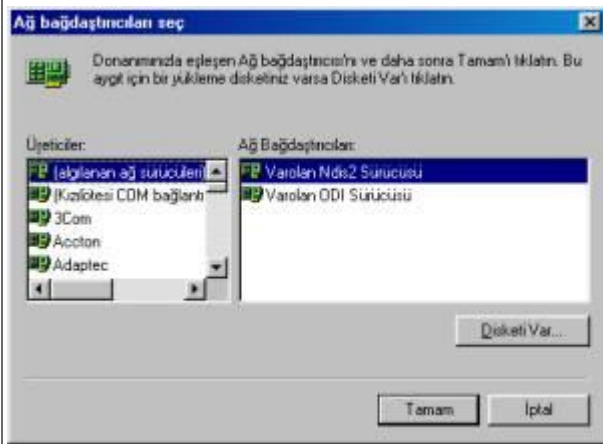 Ağ bağdaştırıcıları seç
Donanımınızla eşleşen Ağ bağdaştırıcısı'nı ve daha sonra Tamam'ı tıklatın. Bu
aygıt için bir yükleme disketiniz varsa Disketi Var'ı tıklatın.
Üreticiler:
Ağ Bağdaştırıcıları:
(algılanan ağ sürücüleri)
(Kızılötesi COM bağlantı
3Com
Accton
Adaptec
Varolan Ndis2 Sürücüsü
Varolan ODI Sürücüsü
Disketi Var...
Tamam
İptal